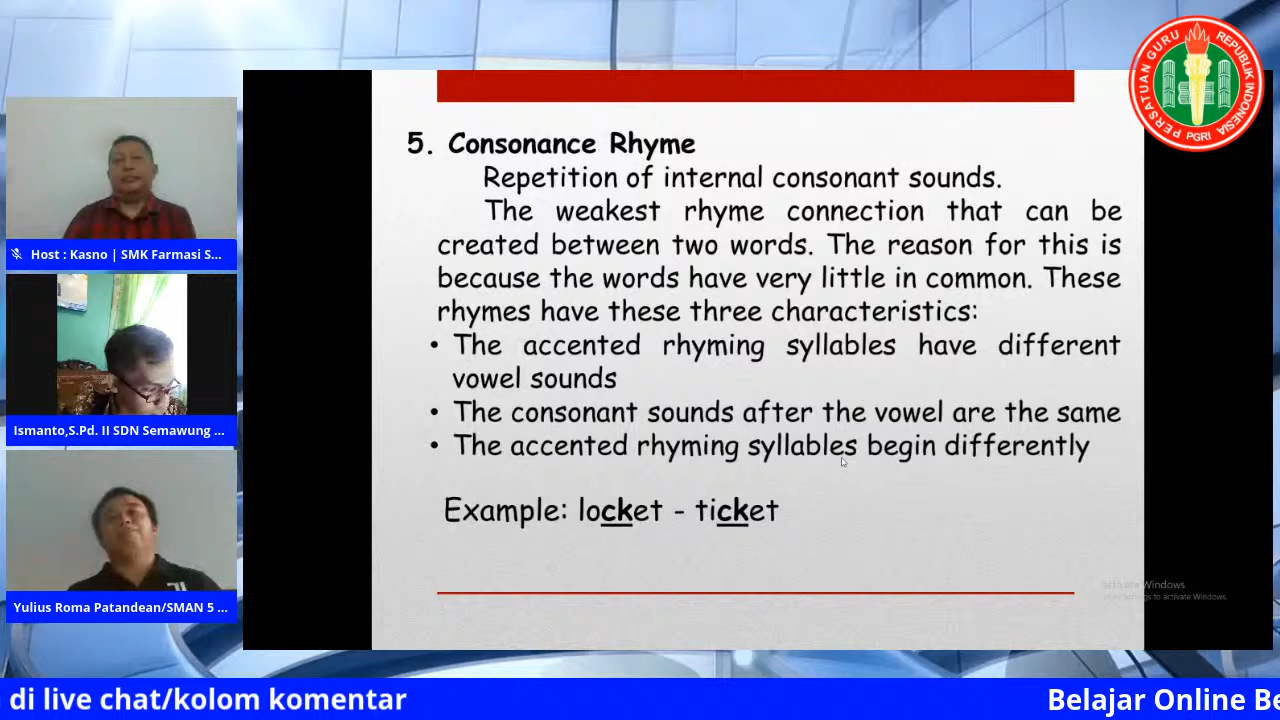 PERSATUAN GURU REPUBLIK INDONESIA
PGRI
5. Consonance Rhyme
Repetition of internal consonant sounds.
The weakest rhyme connection that can be
created between two words. The reason for this is
because the words have very little in common. These
rhymes have these three characteristics:
• The accented rhyming syllables have different
vowel sounds
• The consonant sounds after the vowel are the same
• The accented rhyming syllables begin differently
Example: locket - ticket
Windows
to activate Windows.
Host : Kasno | SMK Farmasi S...
Ismanto,S.Pd. II SDN Semawung ...
Yulius Roma Patandean/SMAN 5 ...
di live chat/kolom komentar
Belajar Online Be